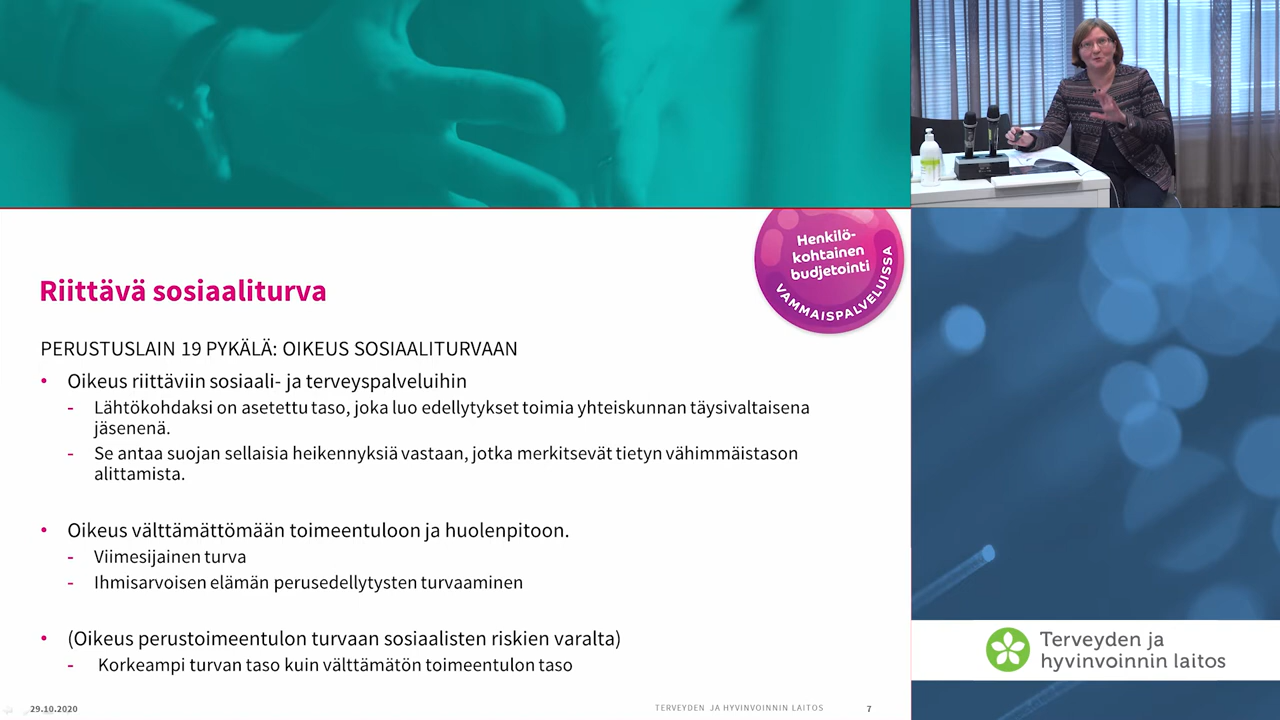 Henkilö-
kohtainen
budjetointi
VAMMAISPALVELUISSA
Riittävä sosiaaliturva
PERUSTUSLAIN 19 PYKÄLÄ: OIKEUS SOSIAALITURVAAN
• Oikeus riittäviin sosiaali- ja terveyspalveluihin
- Lähtökohdaksi on asetettu taso, joka luo edellytykset toimia yhteiskunnan täysivaltaisena
jäsenenä.
- Se antaa suojan sellaisia heikennyksiä vastaan, jotka merkitsevät tietyn vähimmäistason
alittamista.
• Oikeus välttämättömään toimeentuloon ja huolenpitoon.
- Viimesijainen turva
- Ihmisarvoisen elämän perusedellytysten turvaaminen
• (Oikeus perustoimeentulon turvaan sosiaalisten riskien varalta)
- Korkeampi turvan taso kuin välttämätön toimeentulon taso
29.10.2020
TERVEYDEN JA HYVINVOINNIN LAITOS
7
Terveyden ja
hyvinvoinnin laitos